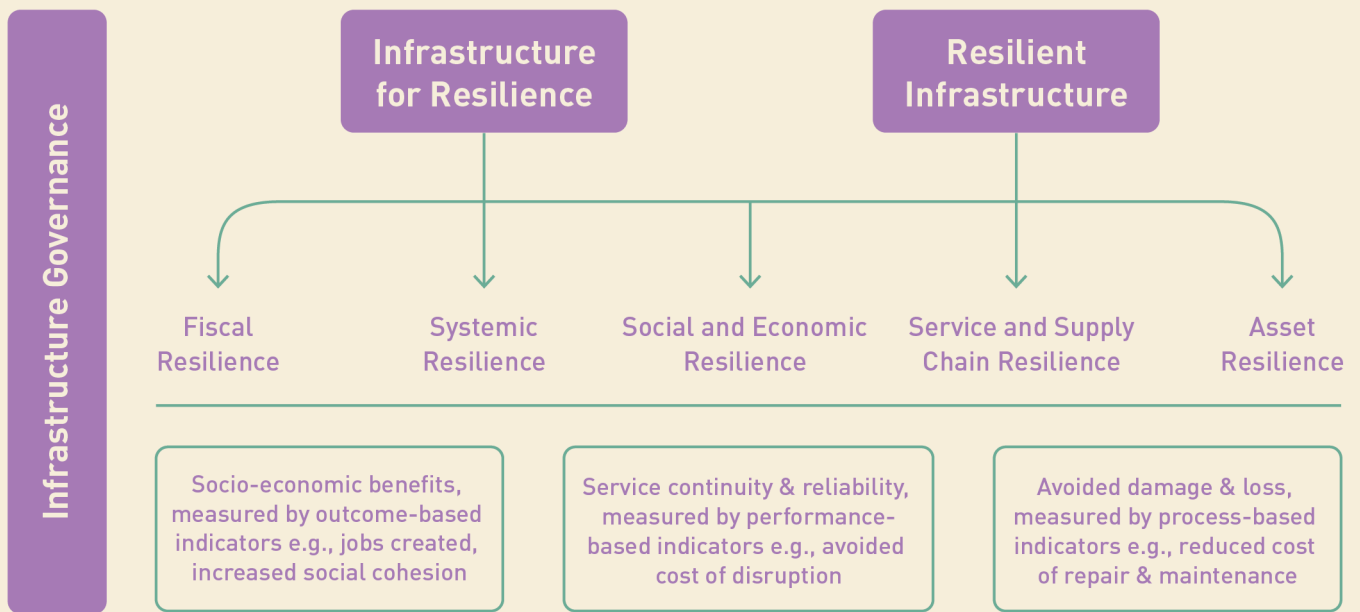 Infrastructure Governance
Infrastructure
for Resilience
Resilient
Infrastructure
Fiscal
Resilience
Systemic
Resilience
Social and Economic
Resilience
Service and Supply
Chain Resilience
Asset
Resilience
Socio-economic benefits,
measured by outcome-based
indicators e.g., jobs created,
increased social cohesion
Service continuity & reliability,
measured by performance-
based indicators e.g., avoided
cost of disruption
Avoided damage & loss,
measured by process-based
indicators e.g., reduced cost
of repair & maintenance